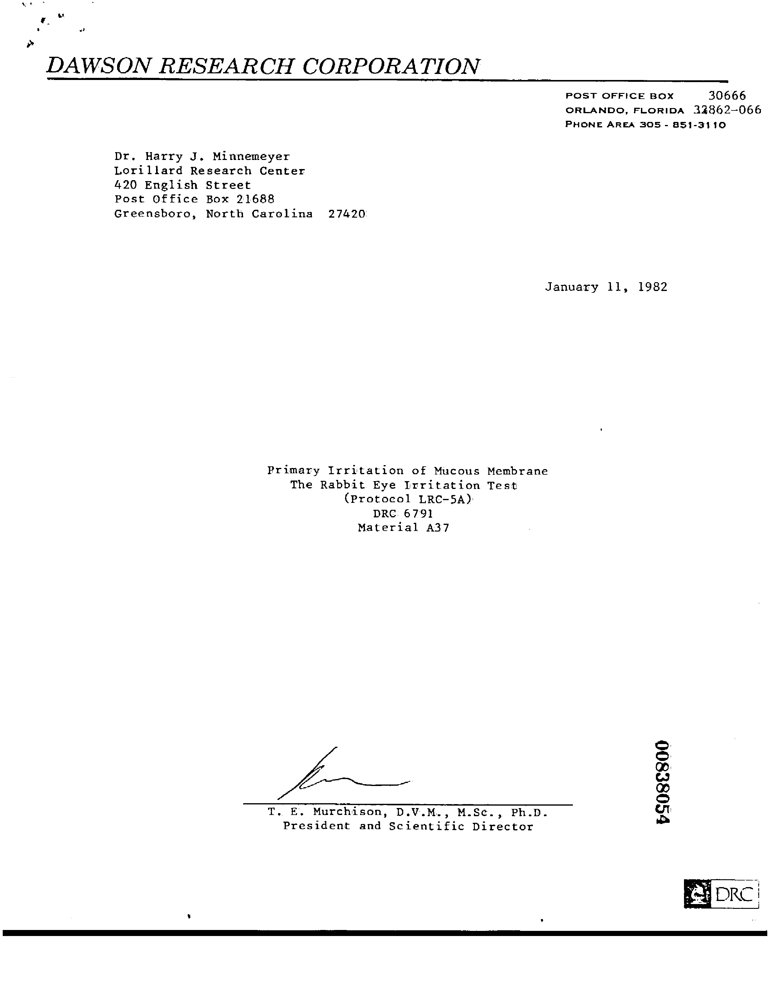 DAWSON RESEARCH CORPORATION
POST OFFICE BOX 30666
ORLANDO, FLORIDA 32862-066
PHONE AREA 305 - 851-3110
Dr. Harry J. Minnemeyer
Lorillard Research Center
420 English Street
Post Office Box 21688
Greensboro, North Carolina 27420
January 11, 1982
Primary Irritation of Mucous Membrane
The Rabbit Eye Irritation Test
(Protocol LRC-5A)
DRC 6791
Material A37
T. E. Murchison, D.V.M., M.Sc., Ph.D.
President and Scientific Director
00838054
DRC